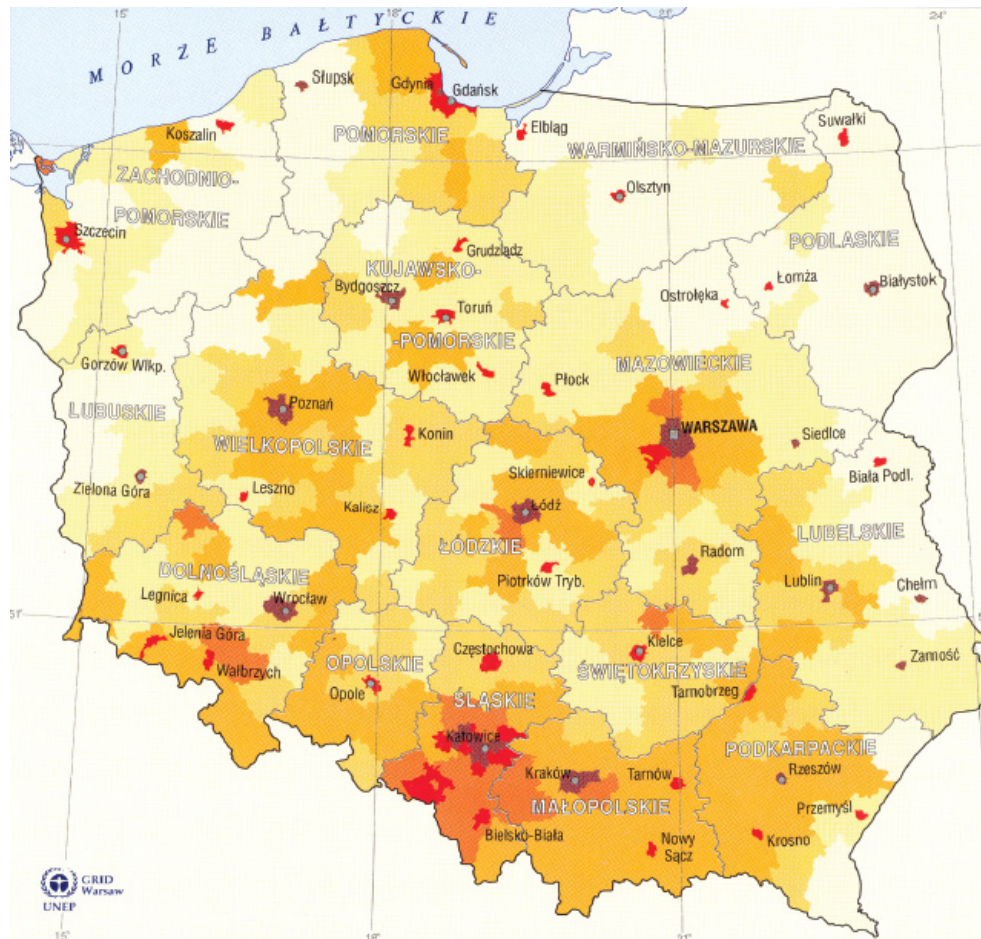 15
18
21
24
MORZE BAŁTYCKIE
Słupsk
Gdynia
Gdańsk
Koszalin
POMORSKIE
Elbląg
Suwałki
WARMIŃSKO-MAZURSKIE
ZACHODNIO-
POMORSKIE
Olsztyn
Szczecin
PODLASKIE
Grudziądz
KUJAWSKO-
Bydgoszcz
Toruń
Ostrołęka
Łomża
Białystok
-POMORSKIE
MAZOWIECKIE
Gorzów Wlkp.
Włocławek
Płock
LUBUSKIE
Poznań
WIELKOPOLSKIE
Konin
WARSZAWA
Siedlce
Skierniewice
Biała Podl.
Zielona Góra
Leszno
Kalisz
Łódź
ŁÓDZKIE
LUBELSKIE
Radom
DOLNOŚLĄSKIE
Piotrków Tryb.
Lublin
Chełm
Legnica
Wrocław
51
Jelenia Góra
Wałbrzych
OPOLSKIE
Częstochowa
Kielce
ŚWIĘTOKRZYSKIE
Zamość
Opole
ŚLĄSKIE
Tarnobrzeg
Katowice
PODKARPACKIE
Kraków
Tarnów
Rzeszów
MAŁOPOLSKIE
Przemyśl
Bielsko-Biała
Nowy
Sącz
Krosno
GRID
Warsaw
UNEP
15
18
21